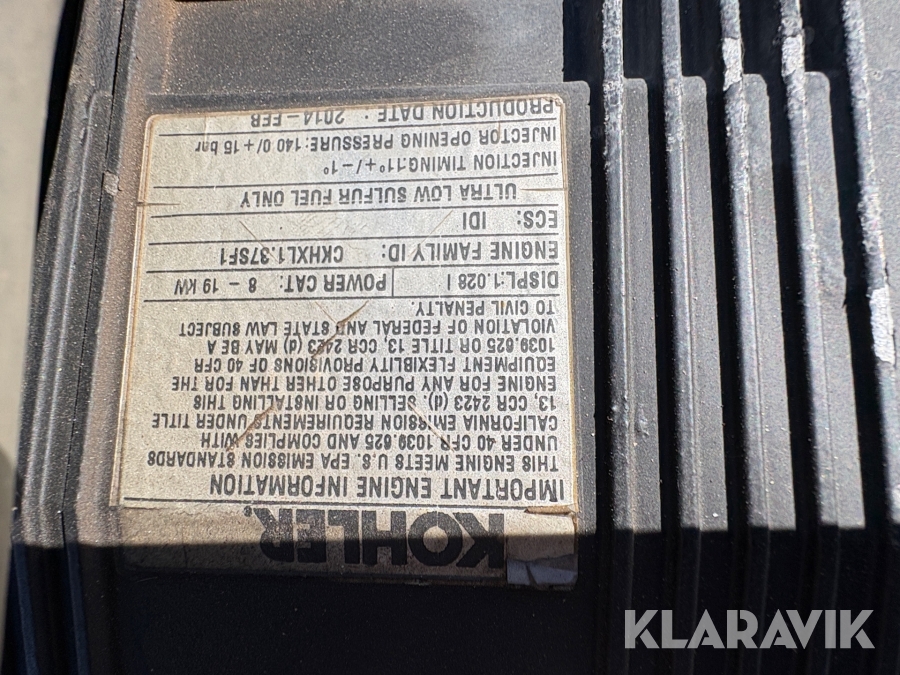 KOHLER.
IMPORTANT ENGINE INFORMATION
THIS ENGINE MEETS U.S. EPA EMISSION STANDARDS
UNDER 40 CFR 1039.625 AND COMPLIES WITH
CALIFORNIA EMISSION REQUIREMENTS UNDER TITLE
13, CCR 2423 (d). SELLING OR INSTALLING THIS
ENGINE FOR ANY PURPOSE OTHER THAN FOR THE
EQUIPMENT FLEXIBILITY PROVISIONS OF 40 CFR
1039.625 OR TITLE 13, CCR 2423 (d) MAY BE A
VIOLATION OF FEDERAL AND STATE LAW SUBJECT
TO CIVIL PENALTY.
DISPL:1.028 l POWER CAT: 8 - 19 kW
ENGINE FAMILY ID: CKHXL1.37SF1
ECS: IDI
ULTRA LOW SULFUR FUEL ONLY
INJECTION TIMING:11°+/-1°
INJECTOR OPENING PRESSURE:140 0/+15 bar
PRODUCTION DATE: 2014-FEB
KLARAVIK